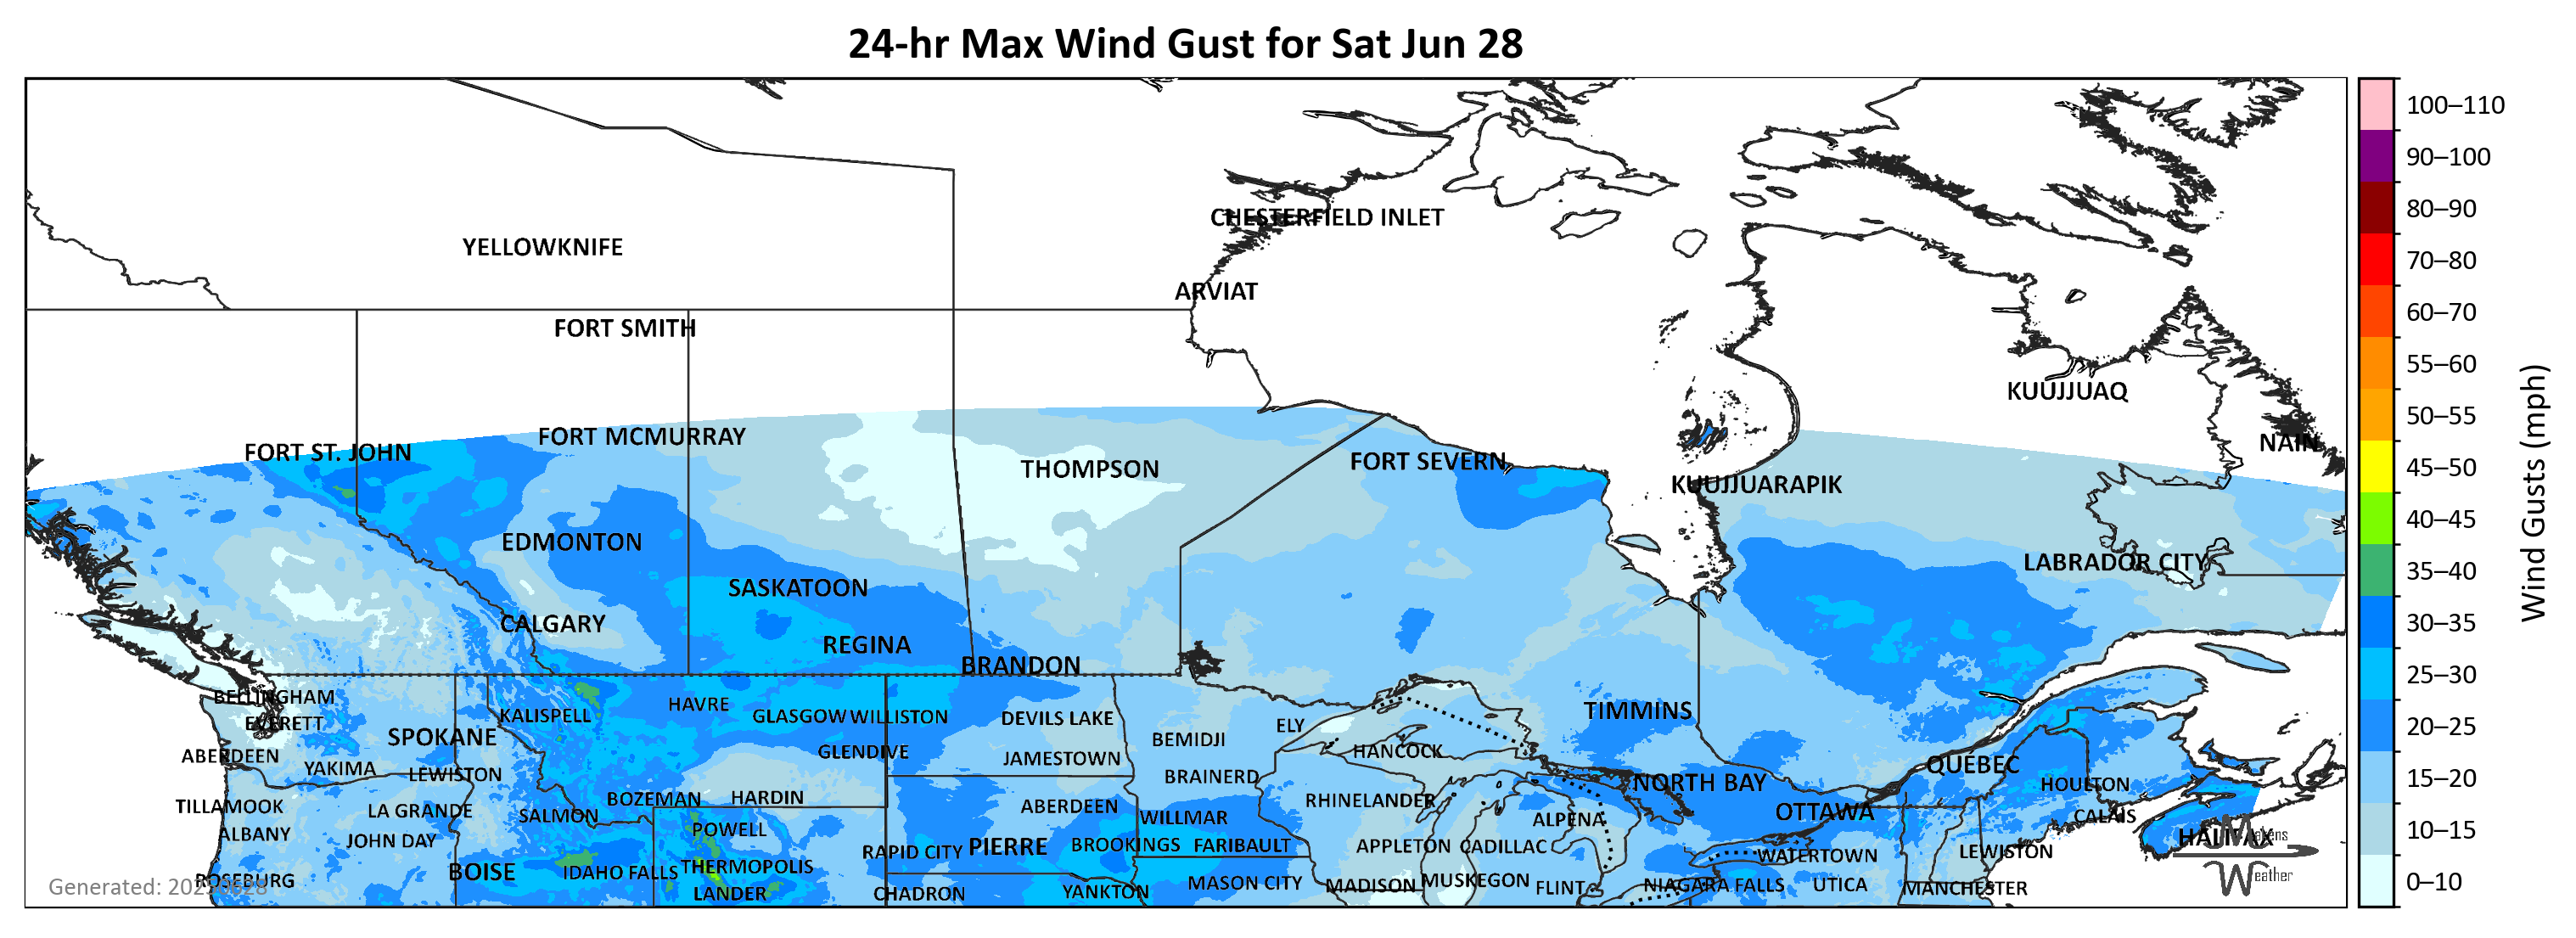 24-hr Max Wind Gust for Sat Jun 28
100–110
90–100
CHESTERFIELD INLET
80–90
YELLOWKNIFE
70–80
ARVIAT
60–70
FORT SMITH
55–60
KUUJJUAQ
50–55
FORT MCMURRAY
NAIN
FORT ST. JOHN
FORT SEVERN
THOMPSON
45–50
KUUJJUARAPIK
40–45
Wind Gusts (mph)
EDMONTON
LABRADOR CITY
35–40
SASKATOON
CALGARY
30–35
REGINA
BRANDON
25–30
BELLINGHAM
HAVRE
TIMMINS
KALISPELL
GLASGOW
WILLISTON
DEVILS LAKE
EVERETT
ELY
20–25
SPOKANE
BEMIDJI
ABERDEEN
GLENDIVE
JAMESTOWN
HANCOCK
YAKIMA
LEWISTON
BRAINERD
QUEBEC
15–20
NORTH BAY
HOULTON
BOZEMAN
HARDIN
RHINELANDER
TILLAMOOK
LA GRANDE
ABERDEEN
SALMON
WILLMAR
OTTAWA
CALAIS
ALPENA
10–15
ALBANY
POWELL
HALIFAX
JOHN DAY
RAPID CITY
PIERRE
BROOKINGS
FARIBAULT
APPLETON
CADILLAC
WATERTOWN
LEWISTON
BOISE
IDAHO FALLS
THERMOPOLIS
Weather
ROSEBURG
MASON CITY
MADISON
MUSKEGON
FLINT
NIAGARA FALLS
UTICA
MANCHESTER
0–10
LANDER
CHADRON
YANKTON